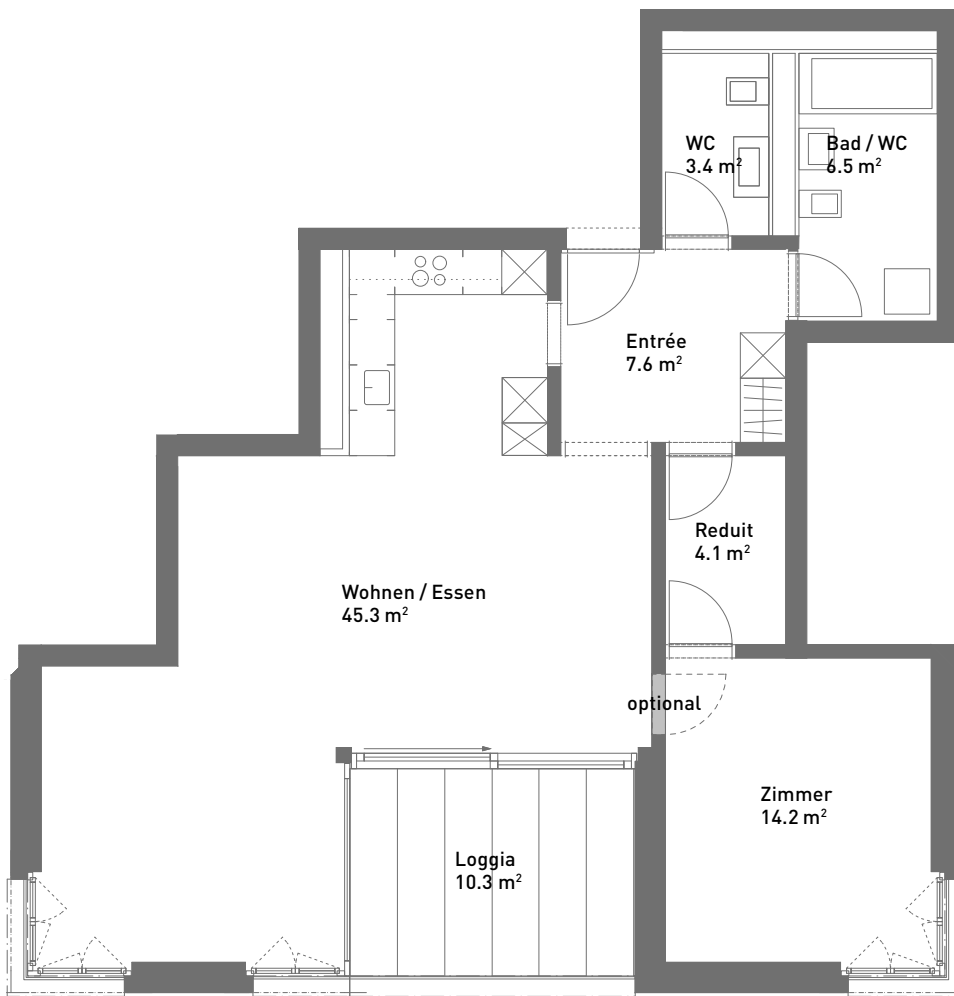 WC
3.4 m²
Bad / WC
6.5 m²
Entrée
7.6 m²
Reduit
4.1 m²
Wohnen / Essen
45.3 m²
optional
Zimmer
14.2 m²
Loggia
10.3 m²